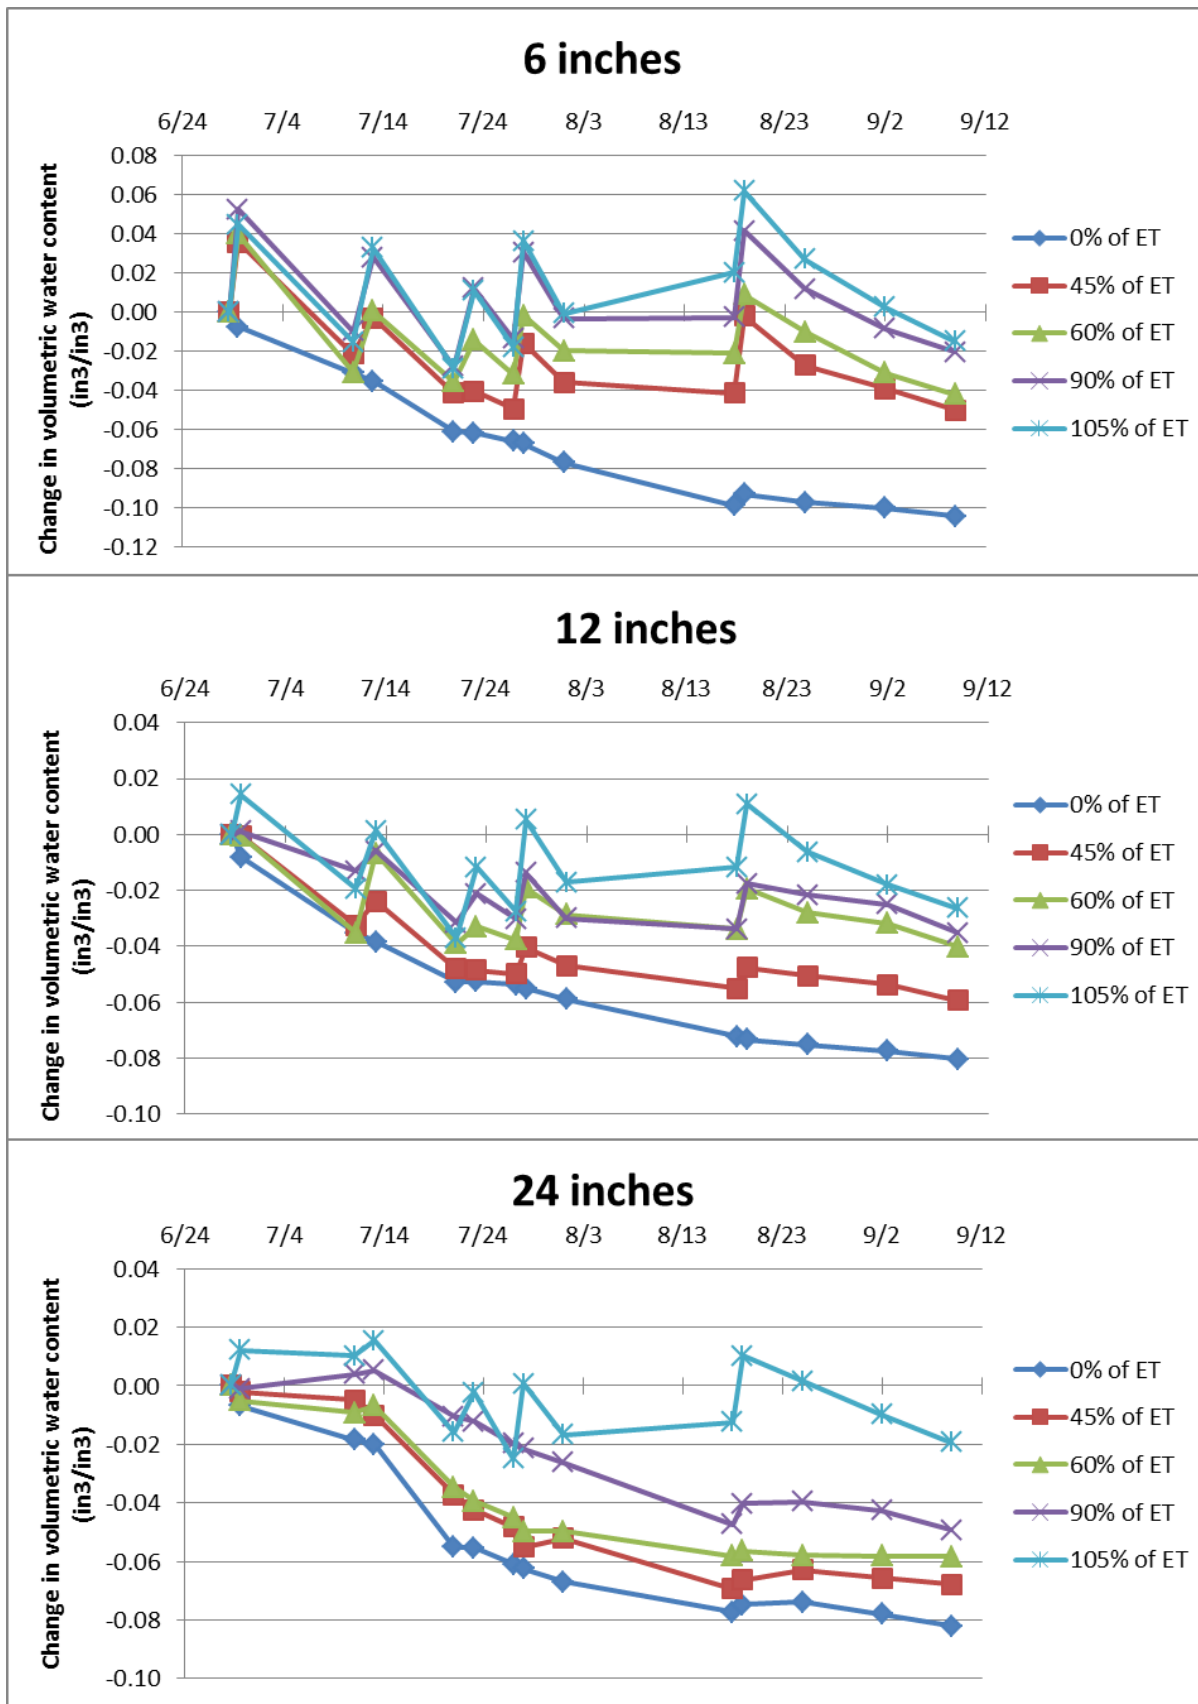 6 inches
6/24 7/4 7/14 7/24 8/3 8/13 8/23 9/2 9/12
Change in volumetric water content
(in3/in3)
0.08
0.06
0.04
0.02
0.00
-0.02
-0.04
-0.06
-0.08
-0.10
-0.12
0% of ET
45% of ET
60% of ET
90% of ET
105% of ET
12 inches
6/24 7/4 7/14 7/24 8/3 8/13 8/23 9/2 9/12
Change in volumetric water content
(in3/in3)
0.04
0.02
0.00
-0.02
-0.04
-0.06
-0.08
-0.10
0% of ET
45% of ET
60% of ET
90% of ET
105% of ET
24 inches
6/24 7/4 7/14 7/24 8/3 8/13 8/23 9/2 9/12
Change in volumetric water content
(in3/in3)
0.04
0.02
0.00
-0.02
-0.04
-0.06
-0.08
-0.10
0% of ET
45% of ET
60% of ET
90% of ET
105% of ET